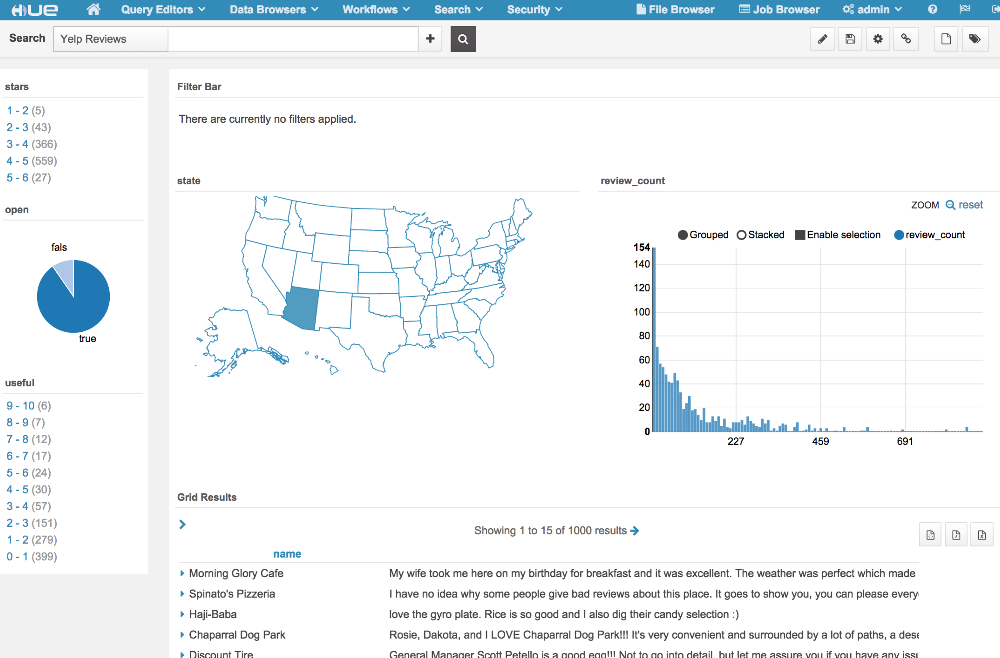 HUE Query Editors Data Browsers Workflows Search Security File Browser Job Browser admin
Search Yelp Reviews
stars
1 - 2 (5)
2 - 3 (43)
3 - 4 (366)
4 - 5 (559)
5 - 6 (27)
open
fals
true
useful
9 - 10 (6)
8 - 9 (7)
7 - 8 (12)
6 - 7 (17)
5 - 6 (24)
4 - 5 (30)
3 - 4 (57)
2 - 3 (151)
1 - 2 (279)
0 - 1 (399)
Filter Bar
There are currently no filters applied.
state
review_count
ZOOM reset
Grouped Stacked Enable selection review_count
154
140
120
100
80
60
40
20
0
227 459 691
Grid Results
Showing 1 to 15 of 1000 results
name
Morning Glory Cafe My wife took me here on my birthday for breakfast and it was excellent. The weather was perfect which made
Spinato's Pizzeria I have no idea why some people give bad reviews about this place. It goes to show you, you can please every
Haji-Baba love the gyro plate. Rice is so good and I also dig their candy selection :)
Chaparral Dog Park Rosie, Dakota, and I LOVE Chaparral Dog Park!!! It's very convenient and surrounded by a lot of paths, a dese
Discount Tire General Manager Scott Petello is a good egg!!! Not to go into detail, but let me assure you if you have any issu